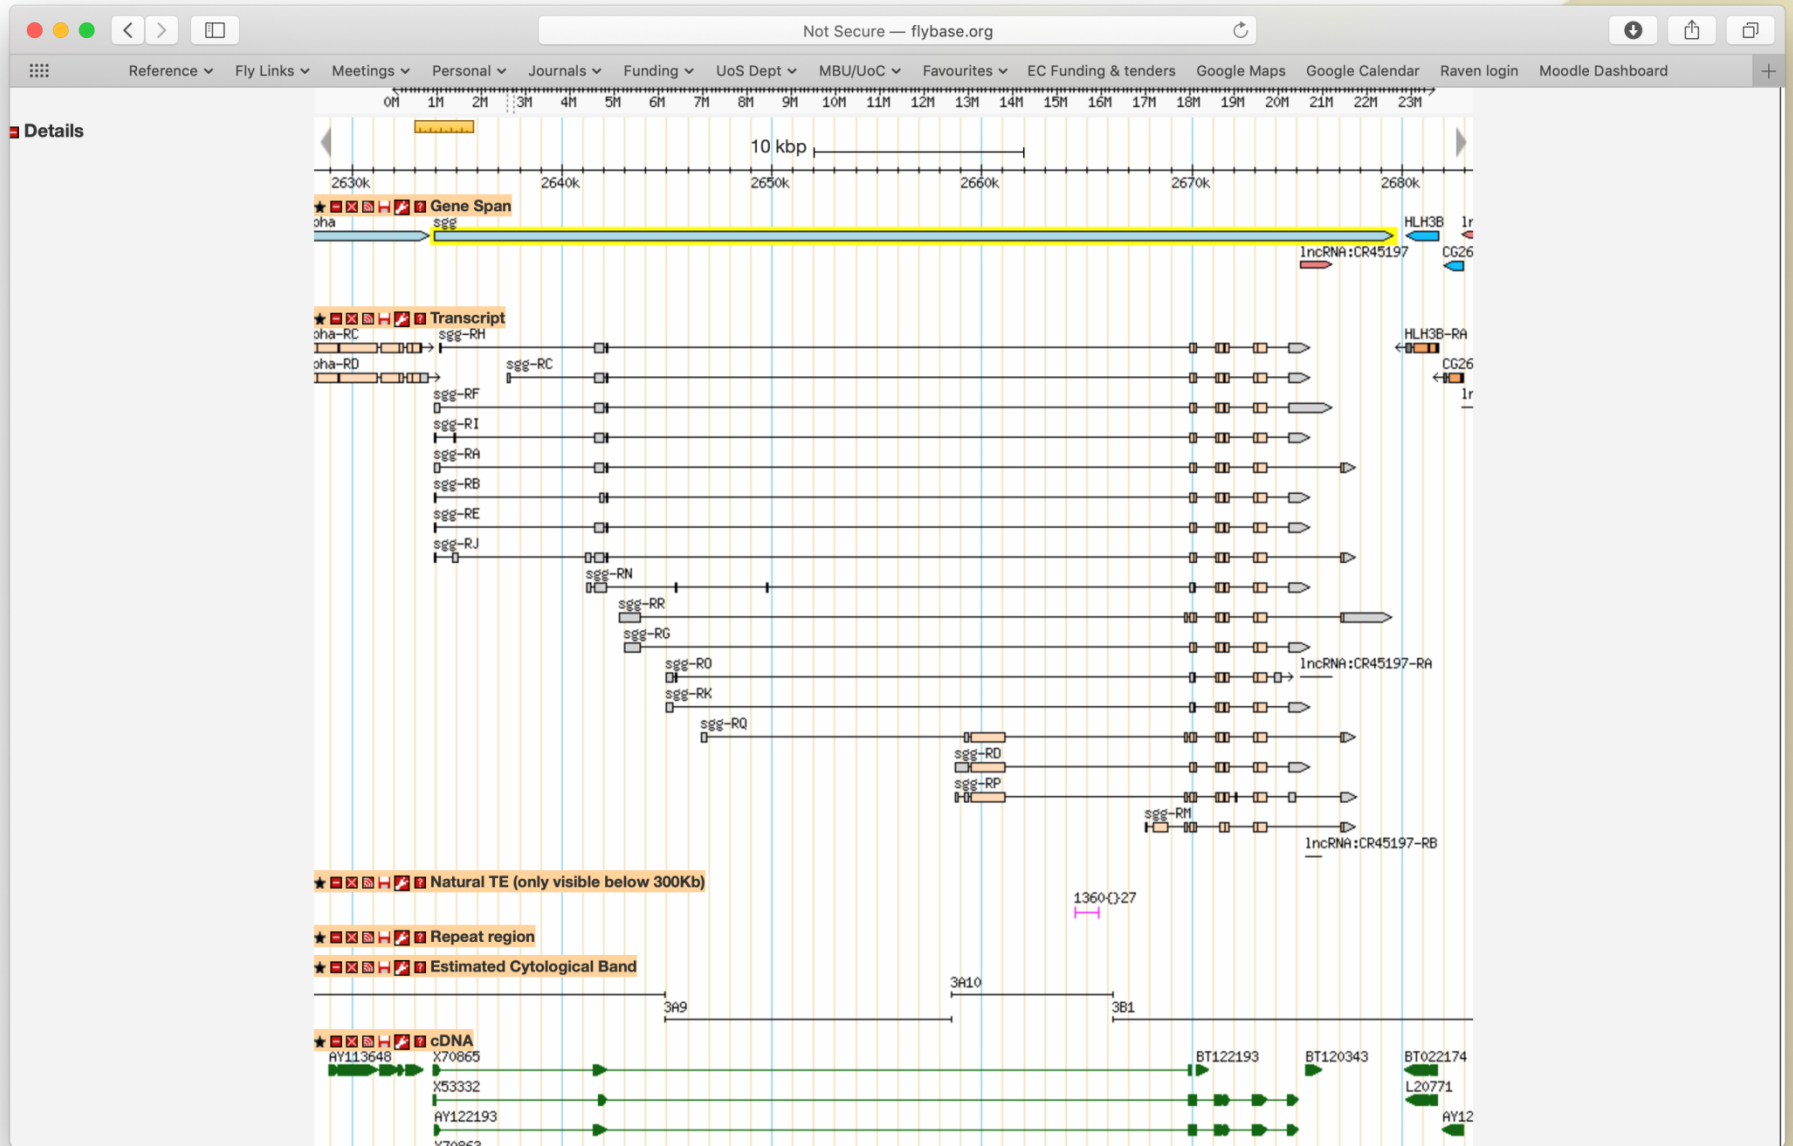 Not Secure — flybase.org
Reference Fly Links Meetings Personal Journals Funding UoS Dept MBU/UoC Favourites EC Funding & tenders Google Maps Google Calendar Raven login Moodle Dashboard
0M 1M 2M 3M 4M 5M 6M 7M 8M 9M 10M 11M 12M 13M 14M 15M 16M 17M 18M 19M 20M 21M 22M 23M
Details
10 kbp
2630k 2640k 2650k 2660k 2670k 2680k
Gene Span
pha sgg HLH3B lr
lncRNA:CR45197 CG26
Transcript
pha-RC sgg-RH HLH3B-RA
pha-RD sgg-RC CG26
sgg-RF lr
sgg-RI
sgg-RA
sgg-RB
sgg-RE
sgg-RJ
sgg-RN
sgg-RR
sgg-RG
sgg-RO lncRNA:CR45197-RA
sgg-RK
sgg-RQ
sgg-RD
sgg-RP
sgg-RM
lncRNA:CR45197-RB
Natural TE (only visible below 300Kb)
1360{}27
Repeat region
Estimated Cytological Band
3A10
3A9 3B1
cDNA
AY113648 X70865 BT122193 BT120343 BT022174
X53332 L20771
AY122193 AY12
X70863